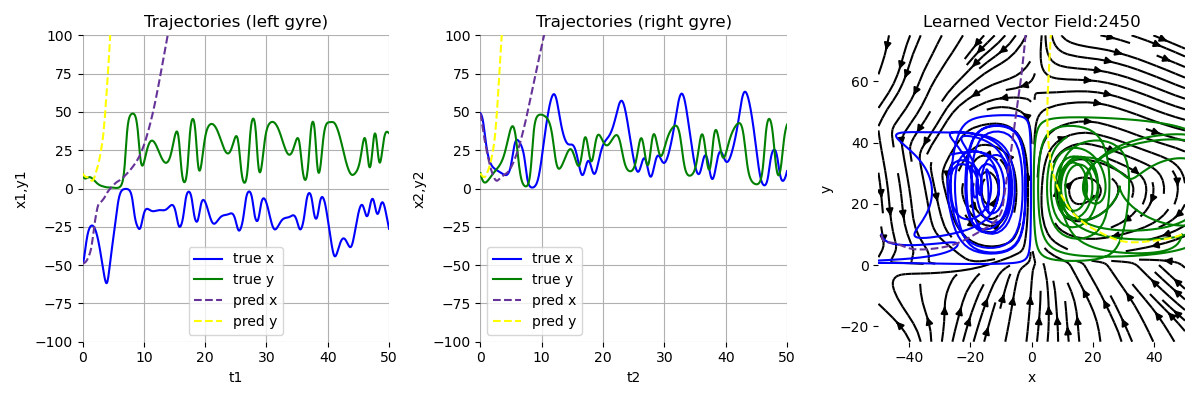 Trajectories (left gyre)
100
75
50
25
0
−25
−50
−75
−100
x1,y1
true x
true y
pred x
pred y
0
10
20
30
40
50
t1
Trajectories (right gyre)
100
75
50
25
0
−25
−50
−75
−100
x2,y2
true x
true y
pred x
pred y
0
10
20
30
40
50
t2
Learned Vector Field:2450
60
40
20
0
−20
y
−40
−20
0
20
40
x